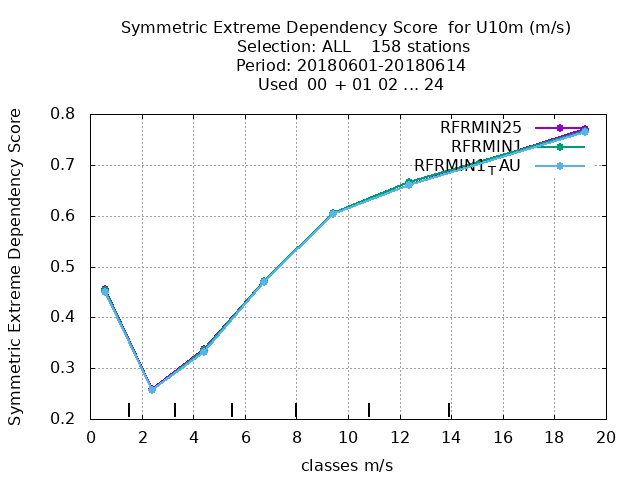 Symmetric Extreme Dependency Score for U10m (m/s)
Selection: ALL 158 stations
Period: 20180601-20180614
Used 00 + 01 02 ... 24
Symmetric Extreme Dependency Score
0.8
0.7
0.6
0.5
0.4
0.3
0.2
RFRMIN25
RFRMIN1
RFRMIN1_TAU
0 2 4 6 8 10 12 14 16 18 20
classes m/s